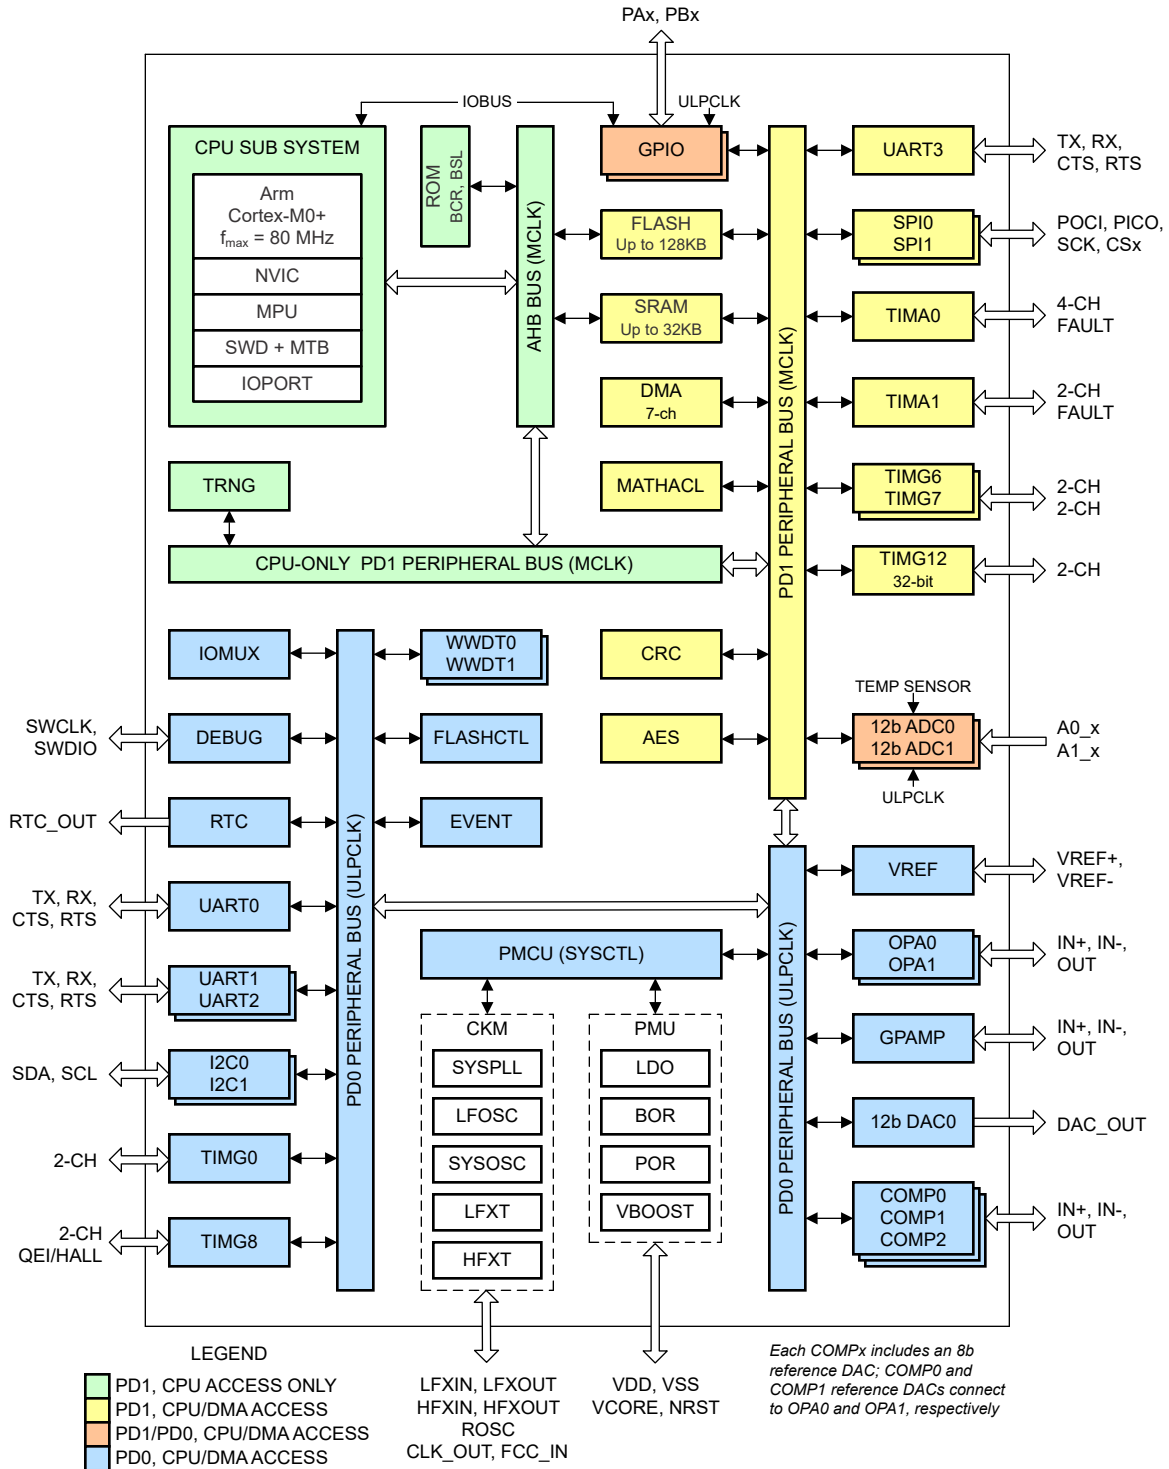 PAx, PBx
IOBUS
ULPCLK
CPU SUB SYSTEM
Arm
Cortex-M0+
fmax = 80 MHz
NVIC
MPU
SWD + MTB
IOPORT
ROM
BCR, BSL
AHB BUS (MCLK)
GPIO
FLASH
Up to 128KB
SRAM
Up to 32KB
DMA
7-ch
MATHACL
PD1 PERIPHERAL BUS (MCLK)
UART3
TX, RX,
CTS, RTS
SPI0
SPI1
POCI, PICO,
SCK, CSx
TIMA0
4-CH
FAULT
TIMA1
2-CH
FAULT
TIMG6
TIMG7
2-CH
2-CH
TIMG12
32-bit
2-CH
TRNG
CPU-ONLY PD1 PERIPHERAL BUS (MCLK)
CRC
AES
TEMP SENSOR
12b ADC0
12b ADC1
ULPCLK
A0_x
A1_x
IOMUX
WWDT0
WWDT1
SWCLK,
SWDIO
DEBUG
FLASHCTL
RTC_OUT
RTC
EVENT
PD0 PERIPHERAL BUS (ULPCLK)
TX, RX,
CTS, RTS
UART0
TX, RX,
CTS, RTS
UART1
UART2
SDA, SCL
I2C0
I2C1
2-CH
TIMG0
2-CH
QEI/HALL
TIMG8
PMCU (SYSCTL)
CKM
SYSPLL
LFOSC
SYSOSC
LFXT
HFXT
PMU
LDO
BOR
POR
VBOOST
PD0 PERIPHERAL BUS (ULPCLK)
VREF
VREF+,
VREF-
OPA0
OPA1
IN+, IN-,
OUT
GPAMP
IN+, IN-,
OUT
12b DAC0
DAC_OUT
COMP0
COMP1
COMP2
IN+, IN-,
OUT
LEGEND
PD1, CPU ACCESS ONLY
PD1, CPU/DMA ACCESS
PD1/PD0, CPU/DMA ACCESS
PD0, CPU/DMA ACCESS
LFXIN, LFXOUT
HFXIN, HFXOUT
ROSC
CLK_OUT, FCC_IN
VDD, VSS
VCORE, NRST
Each COMPx includes an 8b
reference DAC; COMP0 and
COMP1 reference DACs connect
to OPA0 and OPA1, respectively